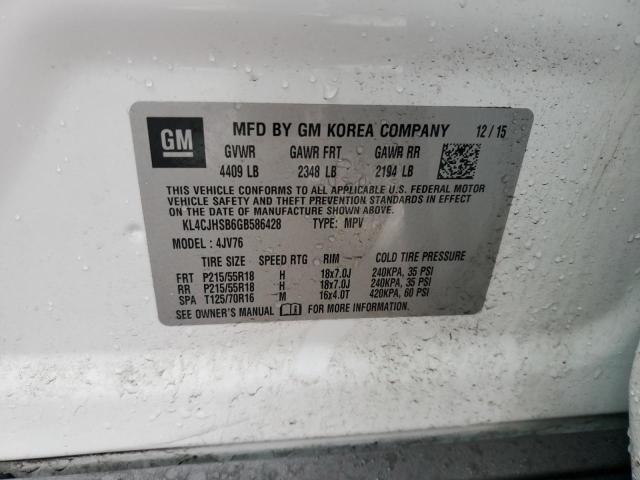 GM MFD BY GM KOREA COMPANY 12/15
GVWR GAWR FRT GAWR RR
4409 LB 2348 LB 2194 LB
THIS VEHICLE CONFORMS TO ALL APPLICABLE U.S. FEDERAL MOTOR
VEHICLE SAFETY BUMPER, AND THEFT PREVENTION STANDARDS IN
EFFECT ON THE DATE OF MANUFACTURE SHOWN ABOVE.
KL4CJHSB6GB586428 TYPE: MPV
MODEL : 4JV76
TIRE SIZE SPEED RTG RIM COLD TIRE PRESSURE
FRT P215/55R18 H 18x7.0J 240KPA, 35 PSI
RR P215/55R18 H 18x7.0J 240KPA, 35 PSI
SPA T125/70R16 M 16x4.0T 420KPA, 60 PSI
SEE OWNER'S MANUAL FOR MORE INFORMATION